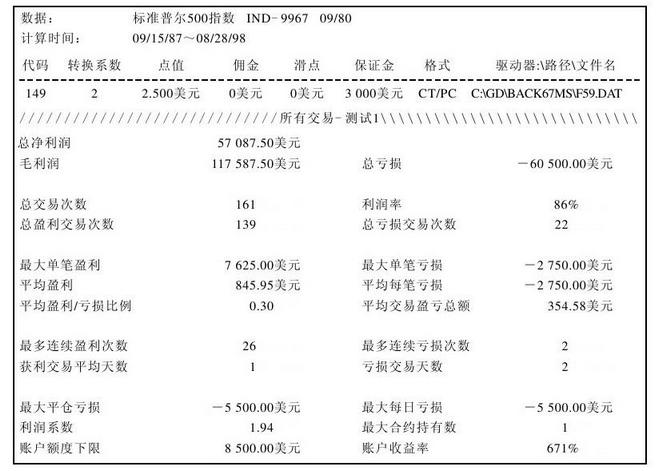 数据： 标准普尔500指数 IND-9967 09/80
计算时间： 09/15/87～08/28/98
代码 转换系数 点值 佣金 滑点 保证金 格式 驱动器:\路径\文件名
149 2 2.500美元 0美元 0美元 3 000美元 CT/PC C:\GD\BACK67MS\F59.DAT
/////////////////////////////所有交易-测试1\\\\\\\\\\\\\\\\\\\\\\\\\\\\\
总净利润 57 087.50美元
毛利润 117 587.50美元 总亏损 －60 500.00美元
总交易次数 161 利润率 86%
总盈利交易次数 139 总亏损交易次数 22
最大单笔盈利 7 625.00美元 最大单笔亏损 －2 750.00美元
平均盈利 845.95美元 平均每笔亏损 －2 750.00美元
平均盈利/亏损比例 0.30 平均交易盈亏总额 354.58美元
最多连续盈利次数 26 最多连续亏损次数 2
获利交易平均天数 1 亏损交易天数 2
最大平仓亏损 －5 500.00美元 最大每日亏损 －5 500.00美元
利润系数 1.94 最大合约持有数 1
账户额度下限 8 500.00美元 账户收益率 671%